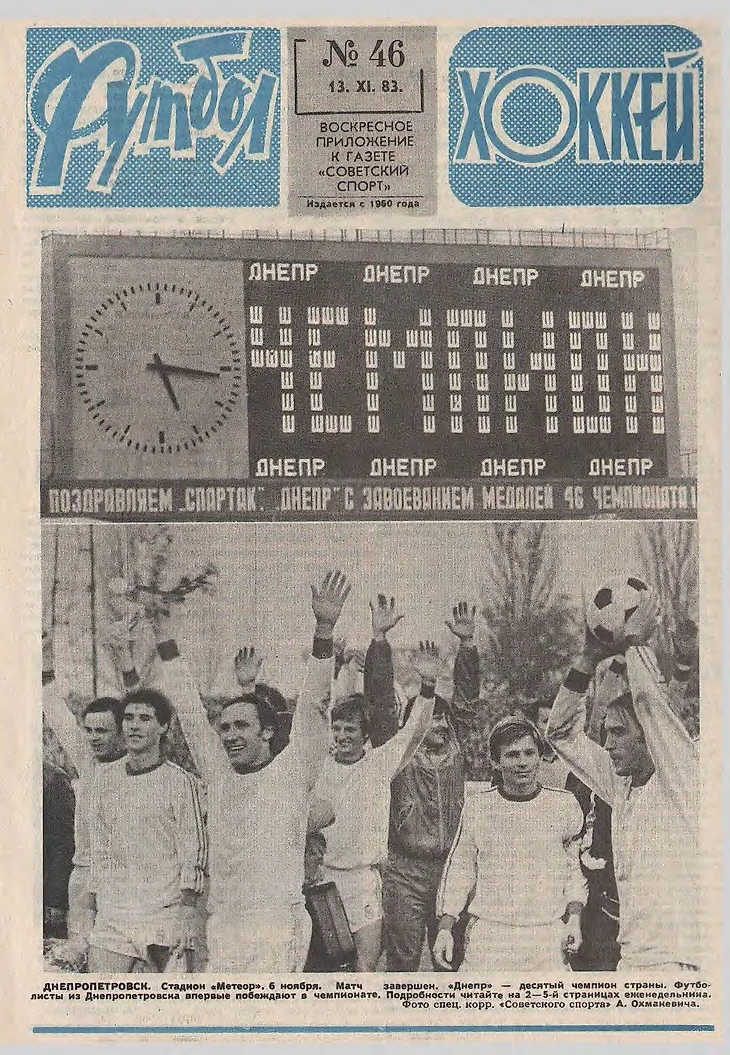 Футбол
№ 46
13. XI. 83.
ВОСКРЕСНОЕ
ПРИЛОЖЕНИЕ
К ГАЗЕТЕ
«СОВЕТСКИЙ
СПОРТ»
Издается с 1960 года
ХОККЕЙ
ДНЕПР ДНЕПР ДНЕПР ДНЕПР
ЧЕМПИОН
ДНЕПР ДНЕПР ДНЕПР ДНЕПР
ПОЗДРАВЛЯЕМ „СПАРТАК", „ДНЕПР" С ЗАВОЕВАНИЕМ МЕДАЛЕЙ 46 ЧЕМПИОНАТА
ДНЕПРОПЕТРОВСК. Стадион «Метеор». 6 ноября. Матч завершен. «Днепр» — десятый чемпион страны. Футбо-
листы из Днепропетровска впервые побеждают в чемпионате. Подробности читайте на 2—5-й страницах еженедельника.
Фото спец. корр. «Советского спорта» А. Охмакевича.